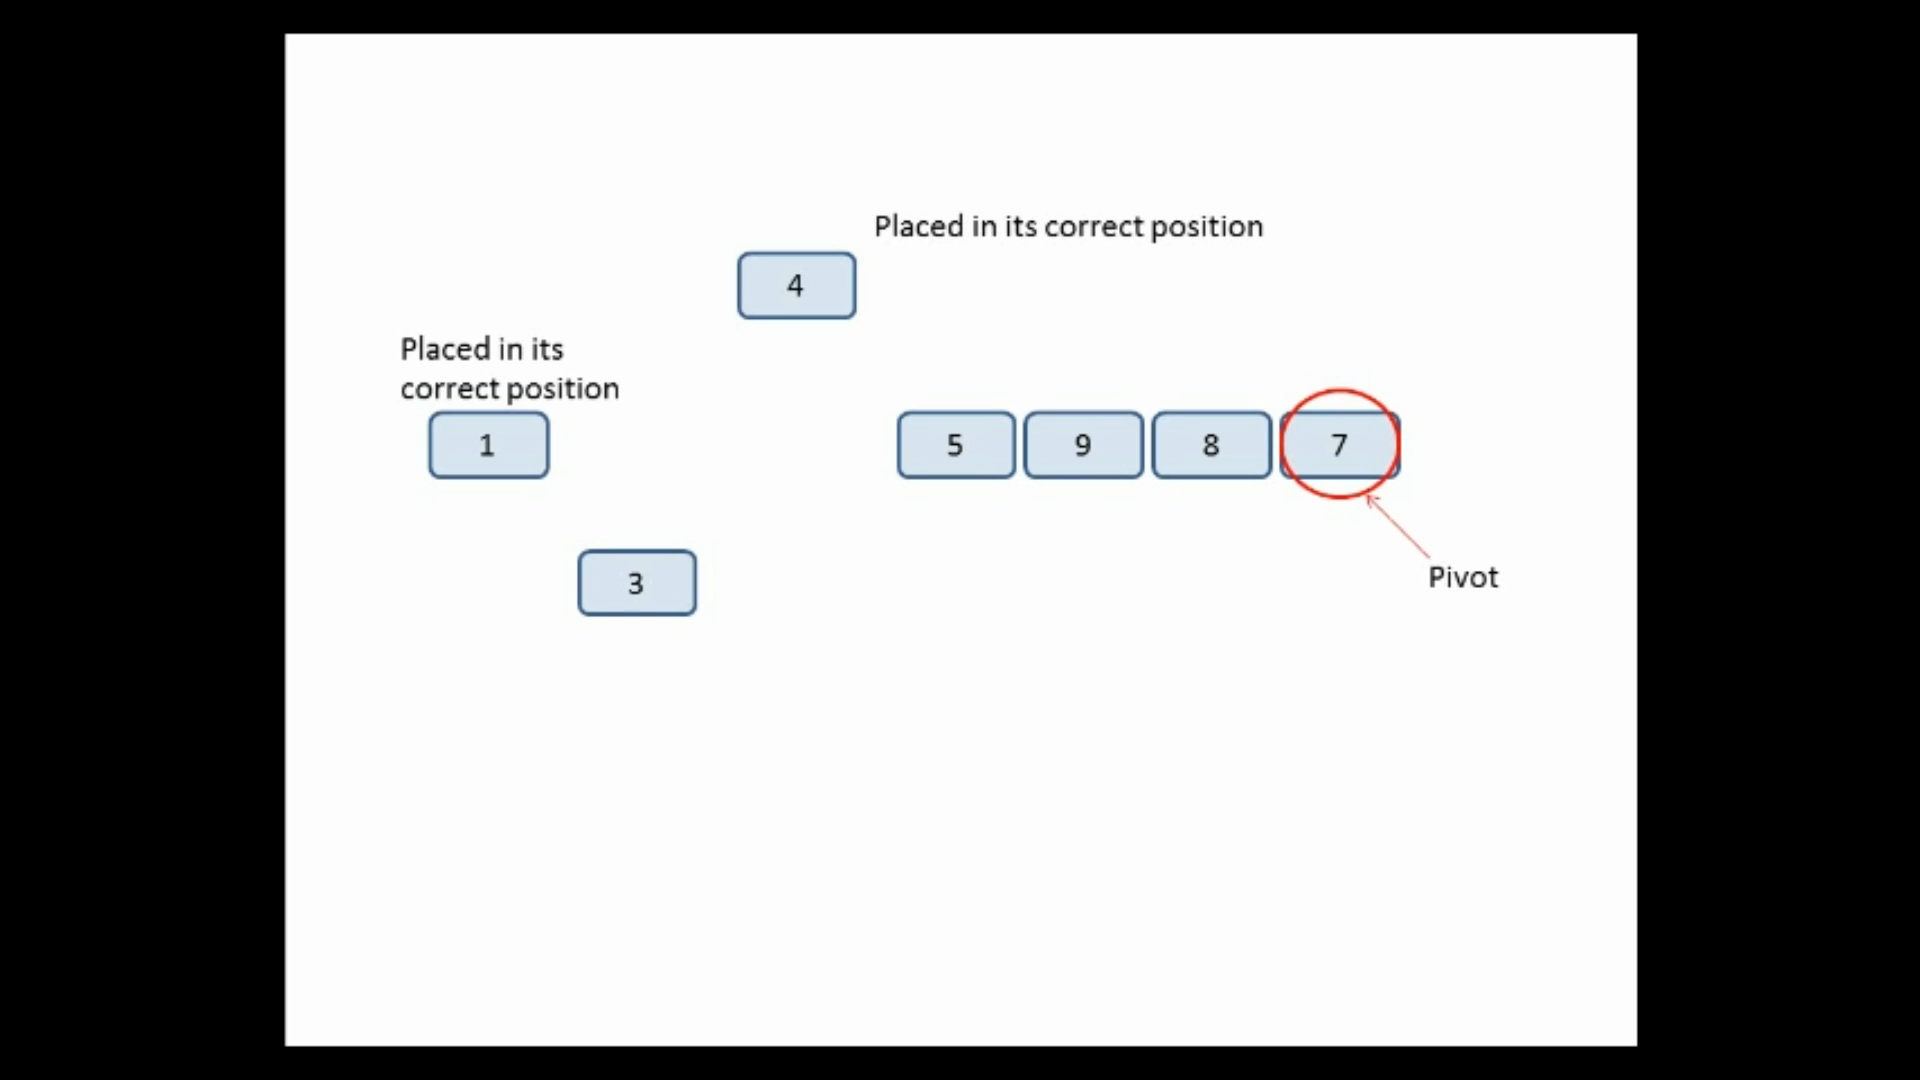 Placed in its correct position
4
Placed in its
correct position
1
5 9 8 7
Pivot
3